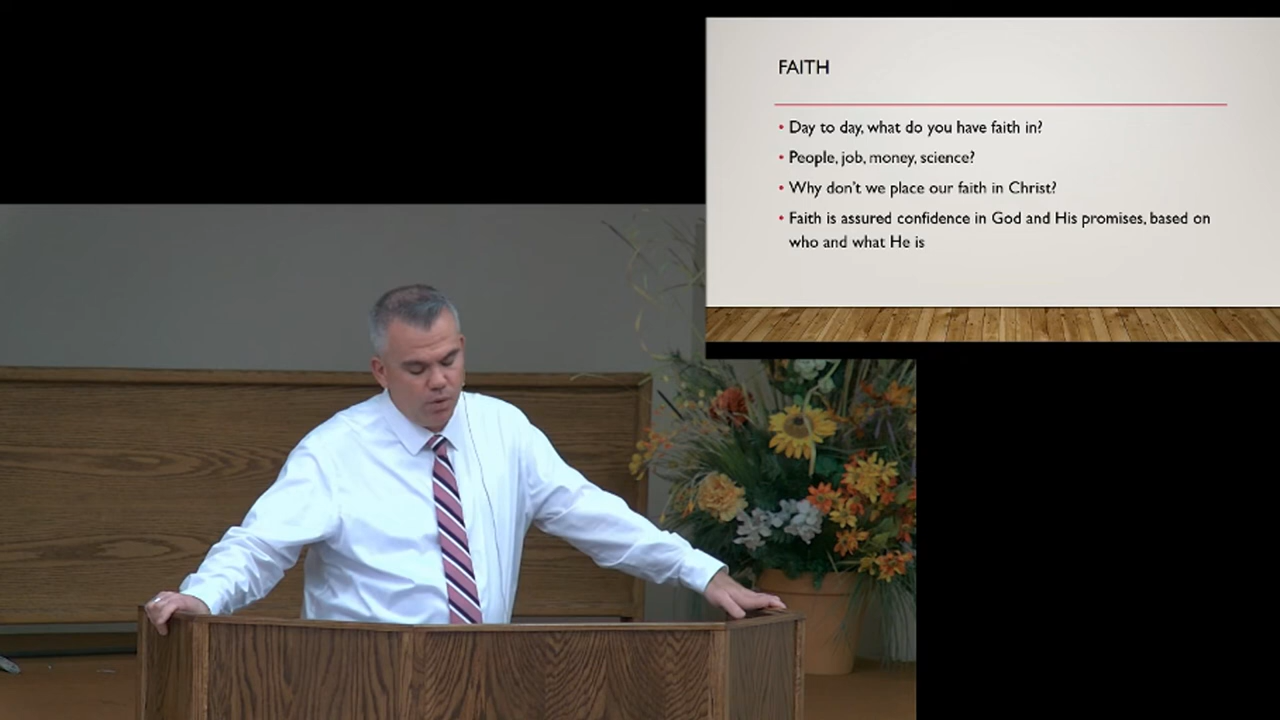 FAITH
• Day to day, what do you have faith in?
• People, job, money, science?
• Why don't we place our faith in Christ?
• Faith is assured confidence in God and His promises, based on
who and what He is